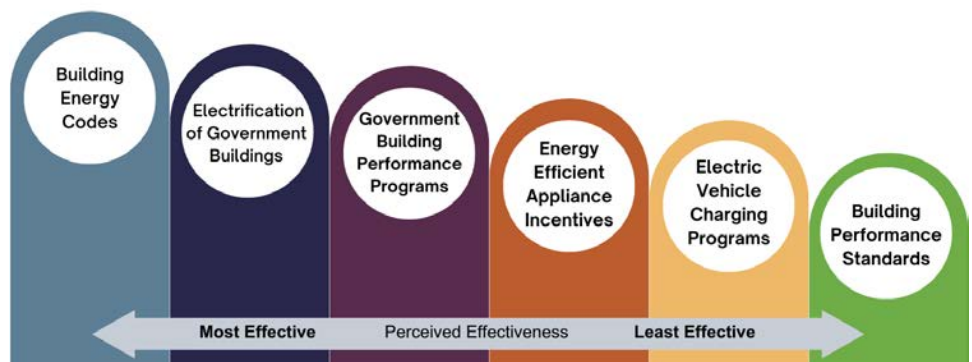 Building
Energy
Codes
Electrification
of Government
Buildings
Government
Building
Performance
Programs
Energy
Efficient
Appliance
Incentives
Electric
Vehicle
Charging
Programs
Building
Performance
Standards
Most Effective Perceived Effectiveness Least Effective